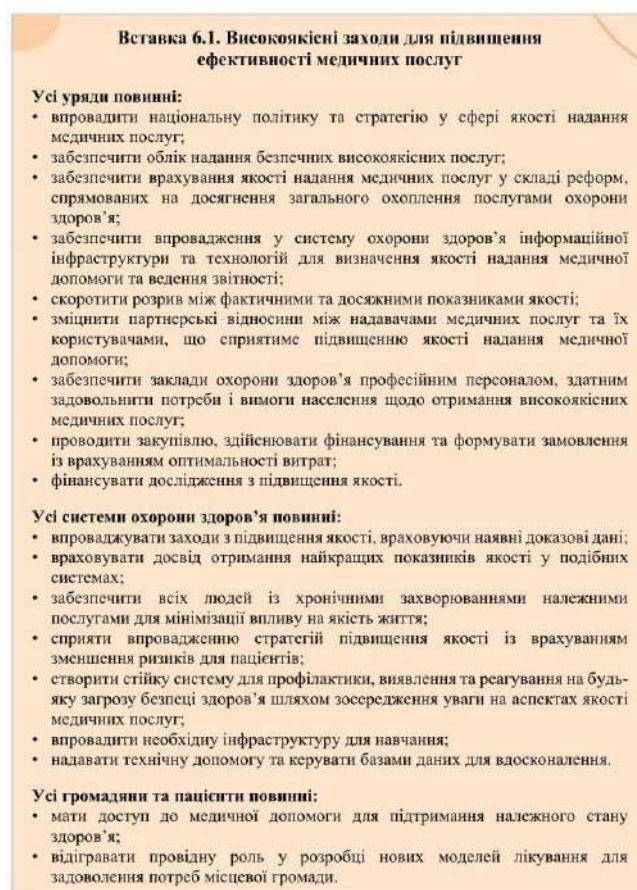 Вставка 6.1. Високоякісні заходи для підвищення
ефективності медичних послуг
Усі уряди повинні:
• впровадити національну політику та стратегію у сфері якості надання
медичних послуг;
• забезпечити облік надання безпечних високоякісних послуг;
• забезпечити врахування якості надання медичних послуг у складі реформ,
спрямованих на досягнення загального охоплення послугами охорони
здоров’я;
• забезпечити впровадження у систему охорони здоров’я інформаційної
інфраструктури та технологій для визначення якості надання медичної
допомоги та ведення звітності;
• скоротити розрив між фактичними та досяжними показниками якості;
• зміцнити партнерські відносини між надавачами медичних послуг та їх
користувачами, що сприятиме підвищенню якості надання медичної
допомоги;
• забезпечити заклади охорони здоров’я професійним персоналом, здатним
задовольнити потреби і вимоги населення щодо отримання високоякісних
медичних послуг;
• проводити закупівлю, здійснювати фінансування та формувати замовлення
із врахуванням оптимальності витрат;
• фінансувати дослідження з підвищення якості.
Усі системи охорони здоров’я повинні:
• впроваджувати заходи з підвищення якості, враховуючи наявні доказові дані;
• враховувати досвід отримання найкращих показників якості у подібних
системах;
• забезпечити всіх людей із хронічними захворюваннями належними
послугами для мінімізації впливу на якість життя;
• сприяти впровадженню стратегій підвищення якості із врахуванням
зменшення ризиків для пацієнтів;
• створити стійку систему для профілактики, виявлення та реагування на будь-
яку загрозу безпеці здоров’я шляхом зосередження уваги на аспектах якості
медичних послуг;
• впровадити необхідну інфраструктуру для навчання;
• надавати технічну допомогу та керувати базами даних для вдосконалення.
Усі громадяни та пацієнти повинні:
• мати доступ до медичної допомоги для підтримання належного стану
здоров’я;
• відігравати провідну роль у розробці нових моделей лікування для
задоволення потреб місцевої громади.